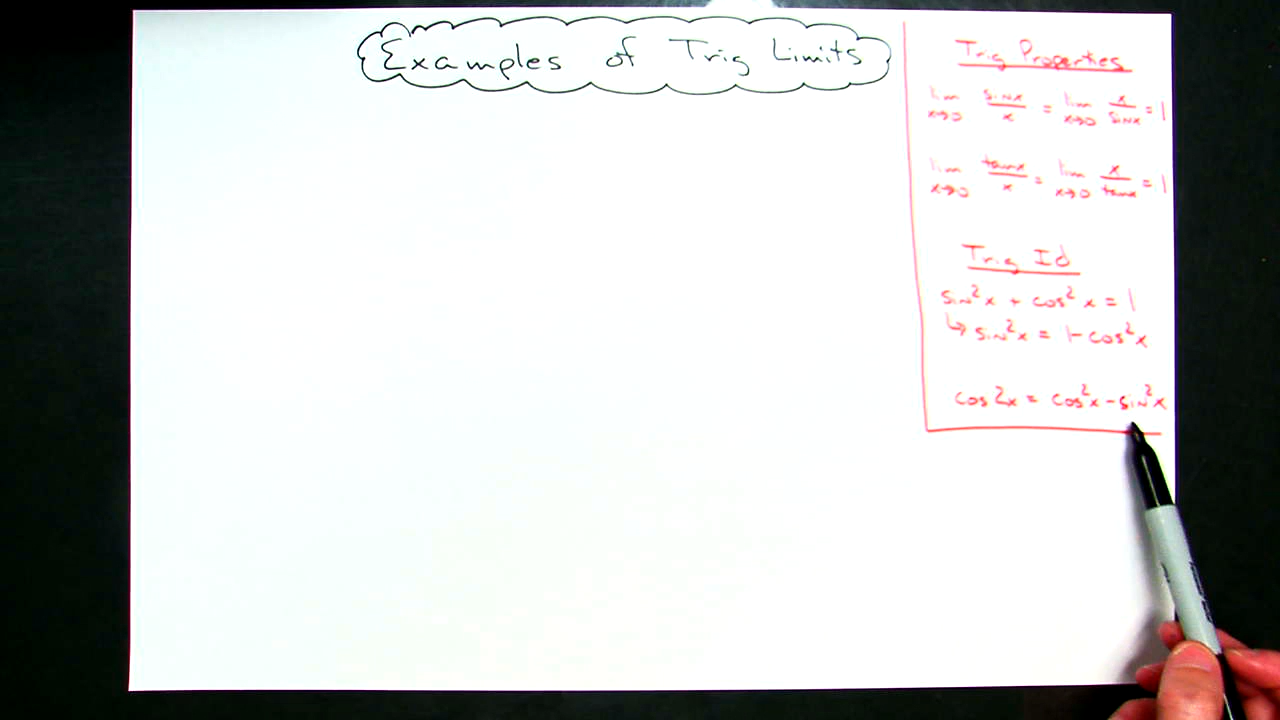 Examples of Trig Limits
Trig Properties
lim x→0 sinx/x = lim x→0 x/sinx = 1
lim x→0 tanx/x = lim x→0 x/tanx = 1
Trig Id
sin²x + cos²x = 1
↳ sin²x = 1 - cos²x
cos 2x = cos²x - sin²x